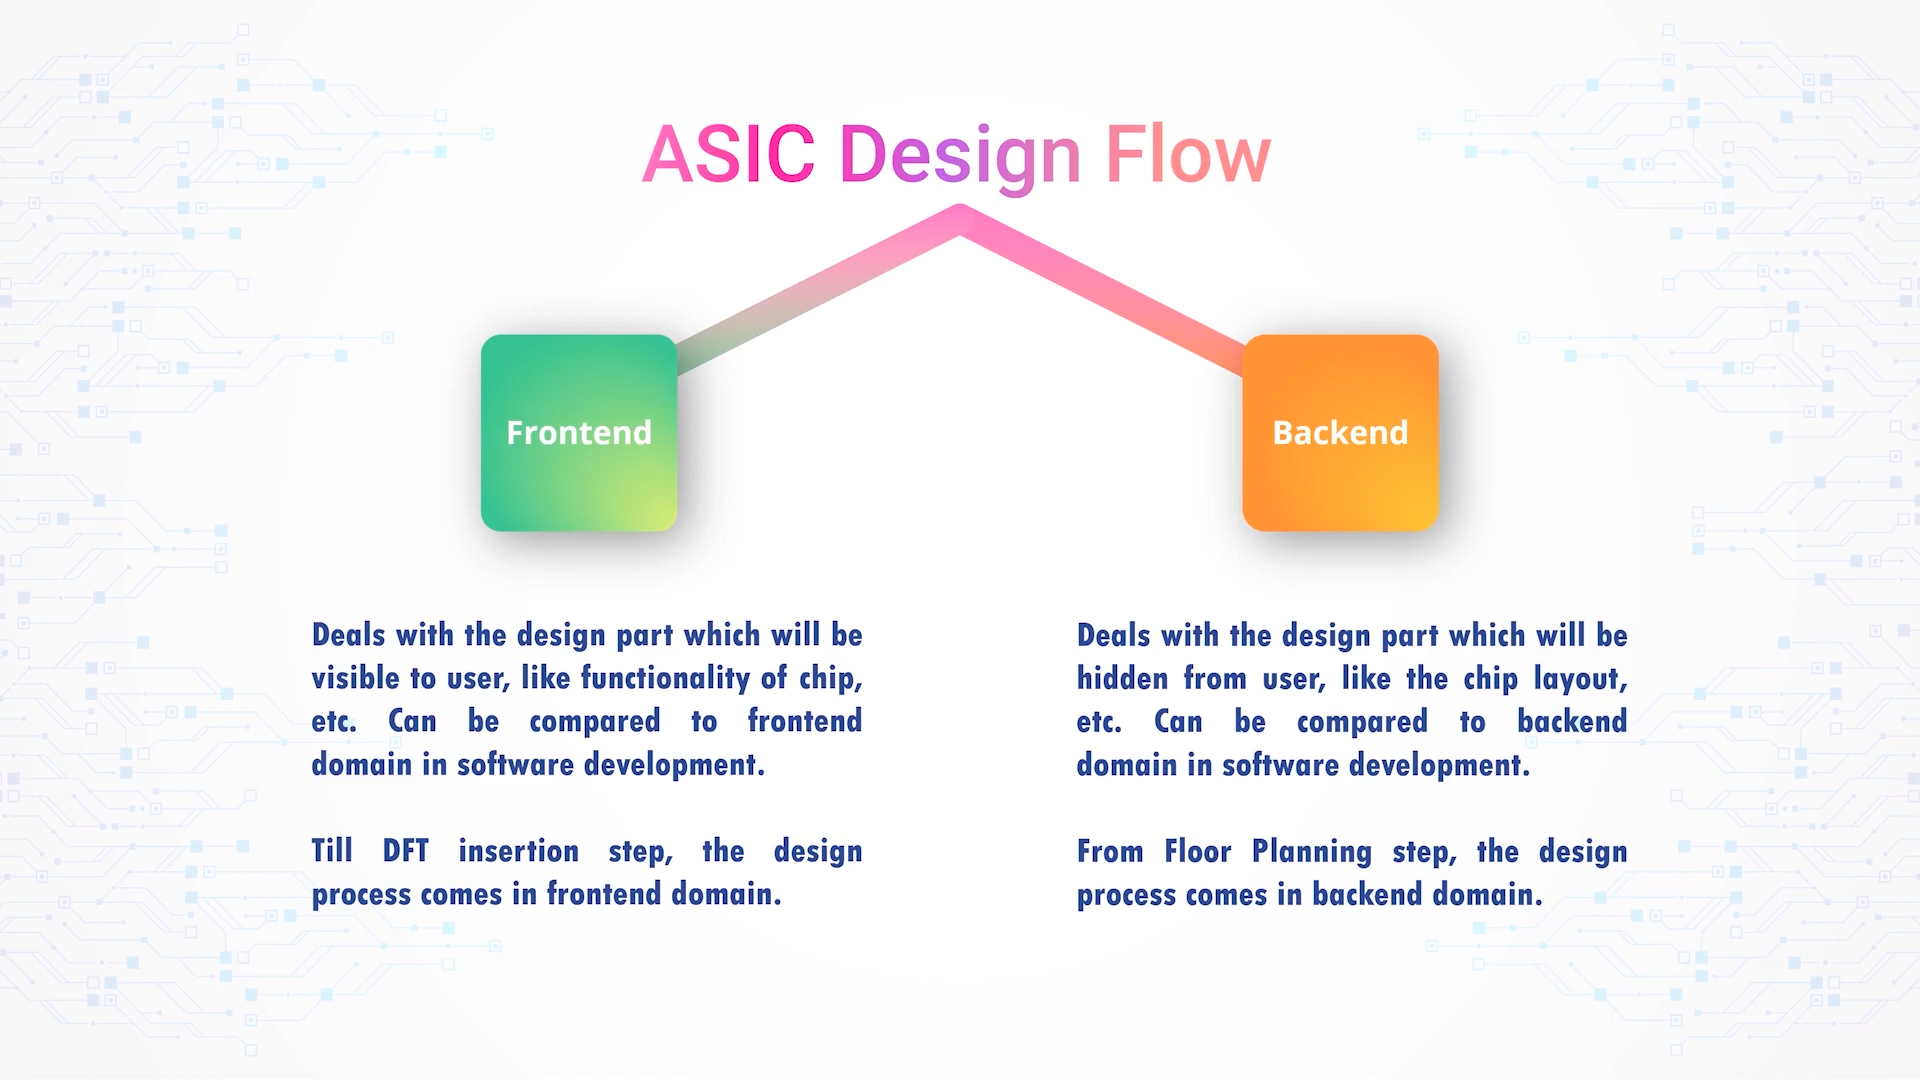 ASIC Design Flow
Frontend
Backend
Deals with the design part which will be
visible to user, like functionality of chip,
etc. Can be compared to frontend
domain in software development.
Till DFT insertion step, the design
process comes in frontend domain.
Deals with the design part which will be
hidden from user, like the chip layout,
etc. Can be compared to backend
domain in software development.
From Floor Planning step, the design
process comes in backend domain.